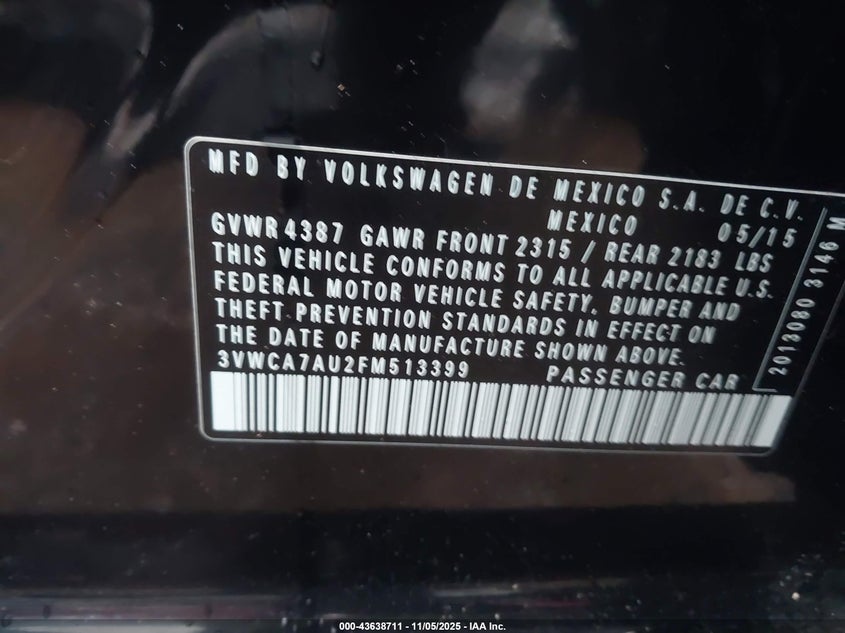 MFD BY VOLKSWAGEN DE MEXICO S.A. DE C.V.
MEXICO 05/15
GVWR 4387 GAWR FRONT 2315 / REAR 2183 LBS
THIS VEHICLE CONFORMS TO ALL APPLICABLE U.S.
FEDERAL MOTOR VEHICLE SAFETY, BUMPER AND
THEFT PREVENTION STANDARDS IN EFFECT ON
THE DATE OF MANUFACTURE SHOWN ABOVE.
3VWCA7AU2FM513399 PASSENGER CAR
2013080 3146 M
000-43638711 - 11/05/2025 - IAA Inc.